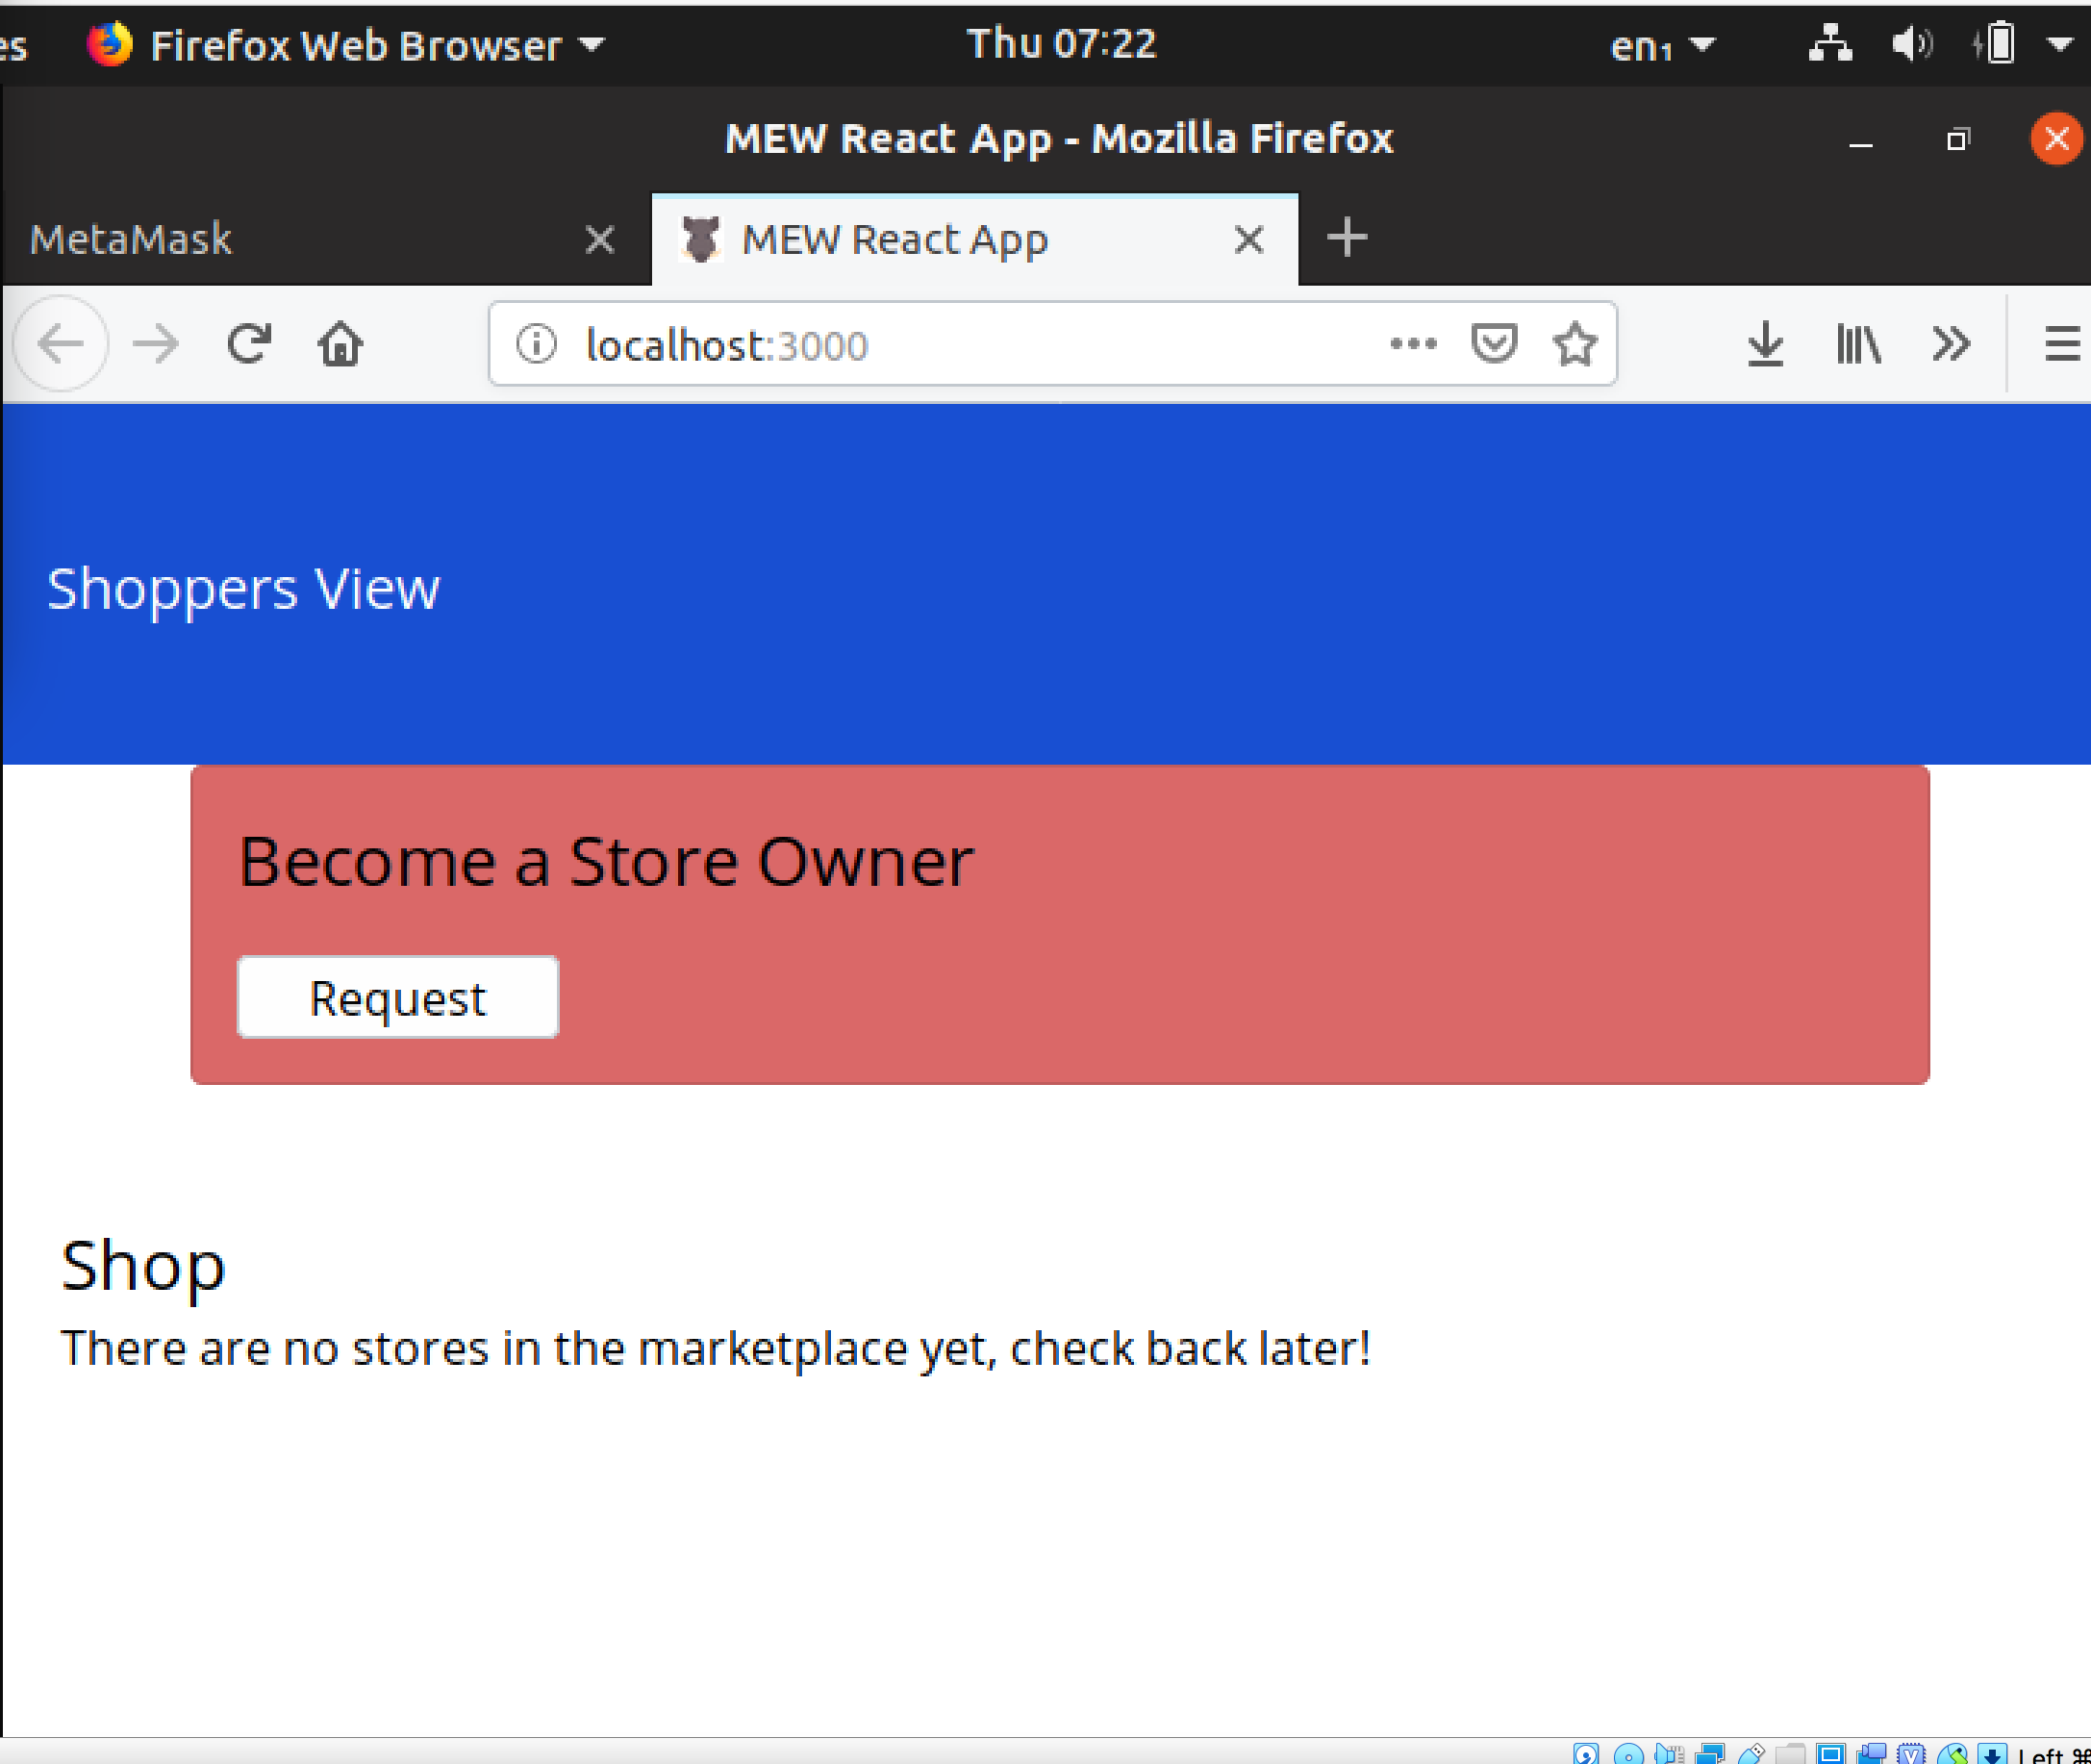 es Firefox Web Browser Thu 07:22 en₁
MEW React App - Mozilla Firefox
MetaMask MEW React App
localhost:3000
Shoppers View
Become a Store Owner
Request
Shop
There are no stores in the marketplace yet, check back later!
Left ⌘